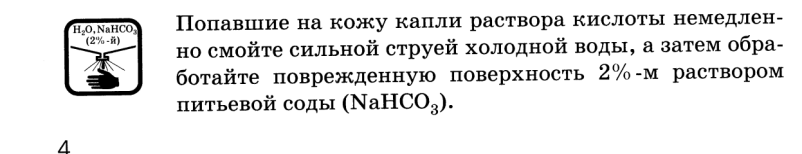 H₂O, NaHCO₃
(2%-й)
Попавшие на кожу капли раствора кислоты немедлен-
но смойте сильной струей холодной воды, а затем обра-
ботайте поврежденную поверхность 2%-м раствором
питьевой соды (NaHCO₃).
4